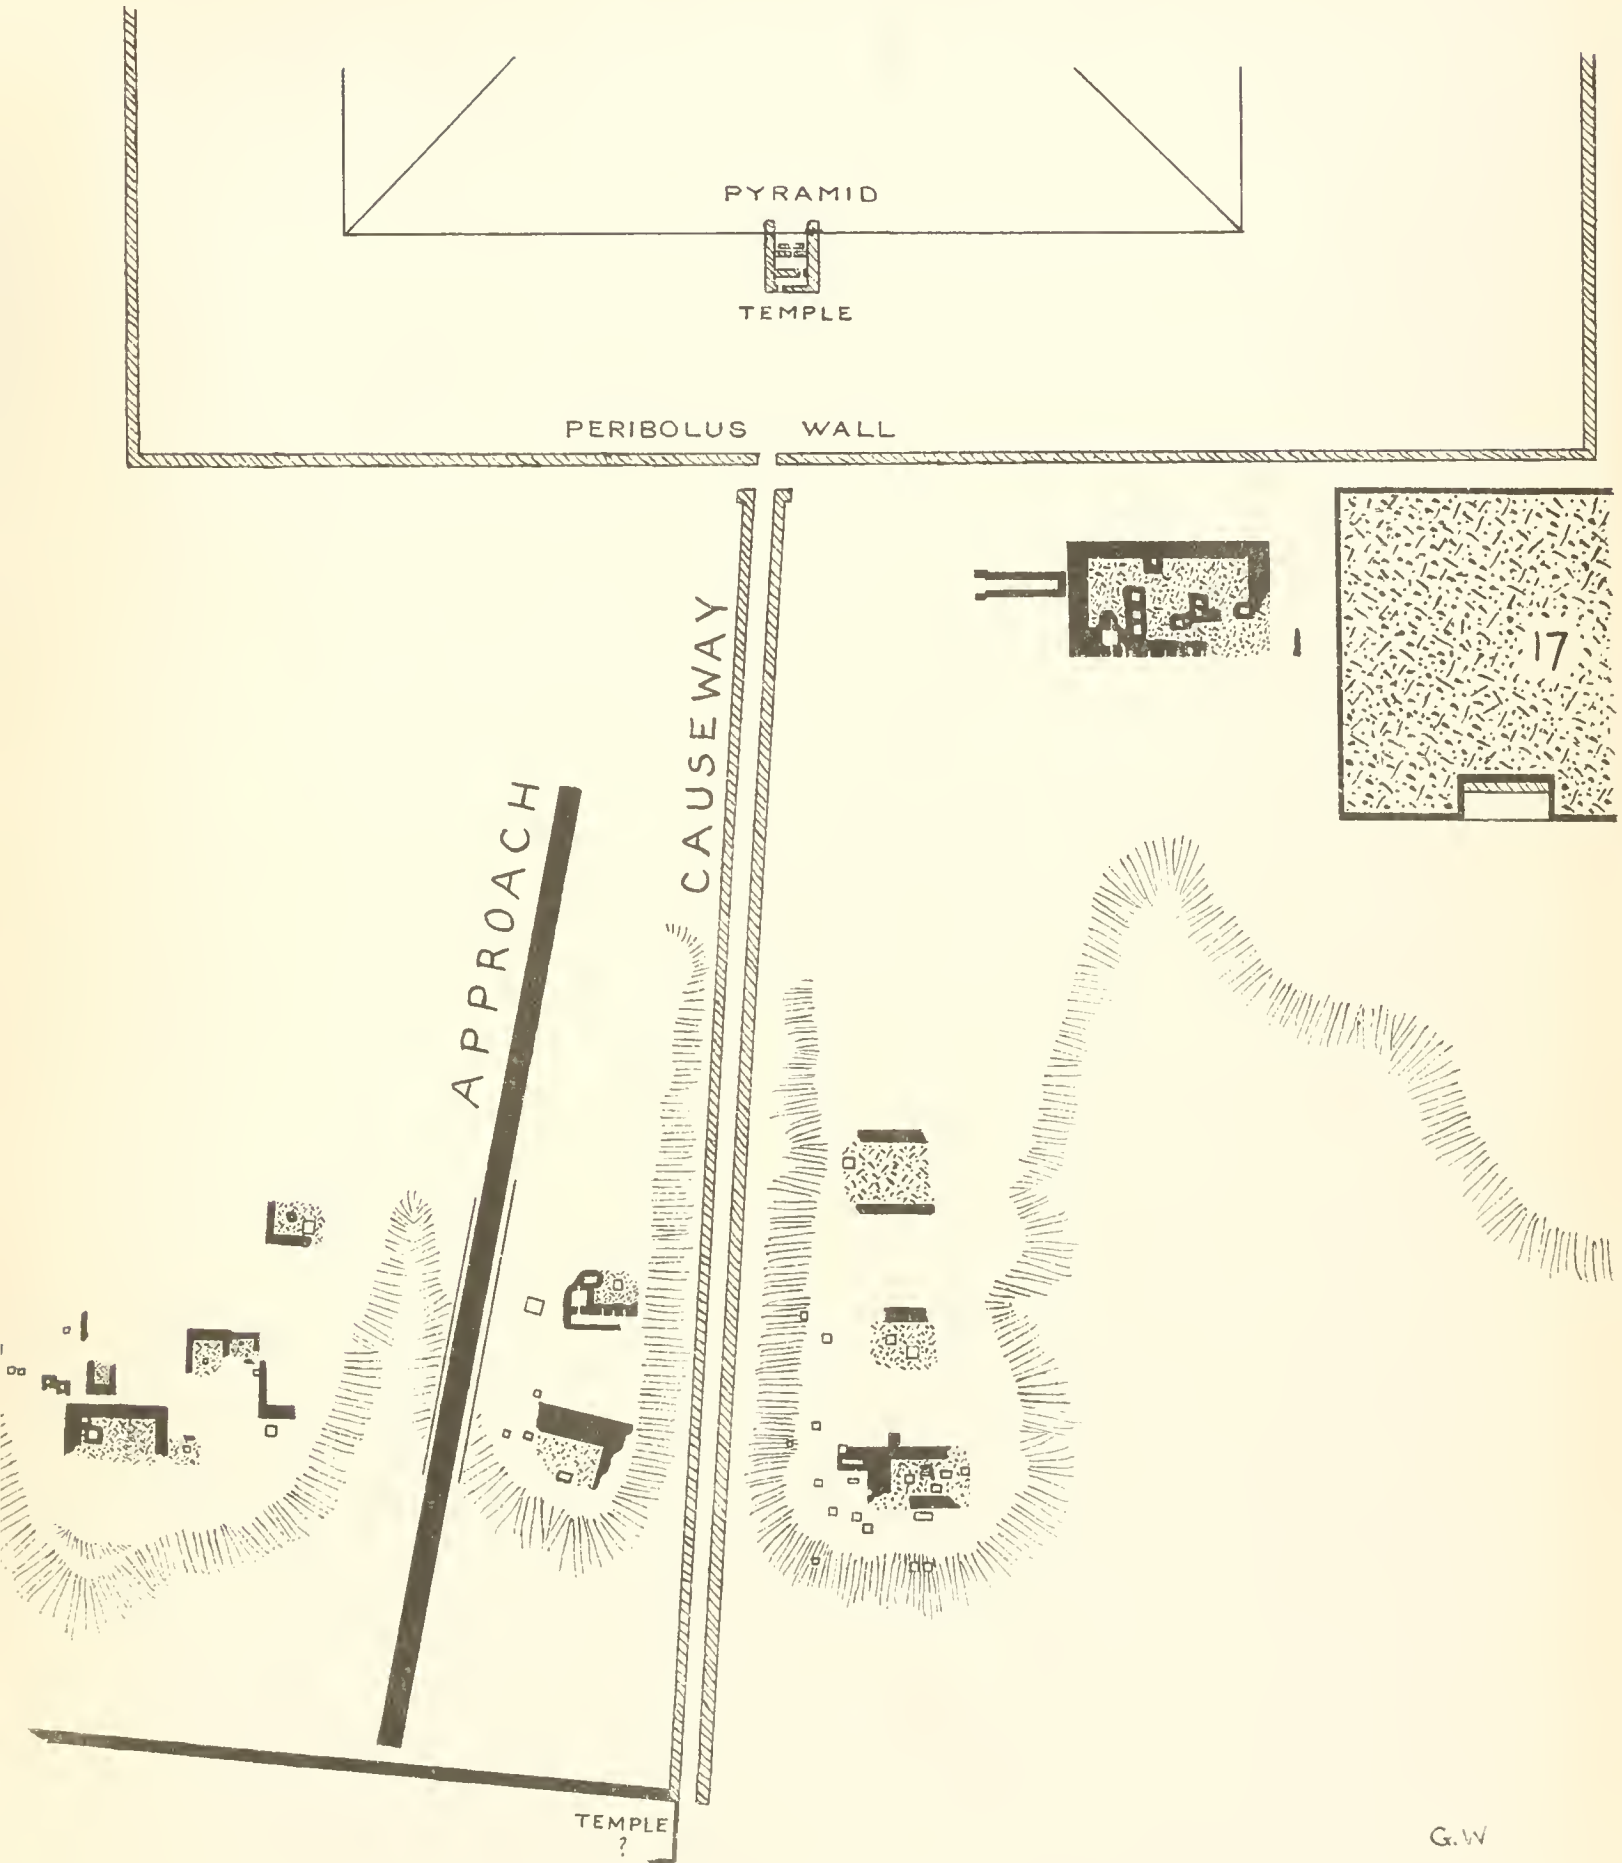 PYRAMID
TEMPLE
PERIBOLUS WALL
CAUSEWAY
17
APPROACH
TEMPLE
?
G.W